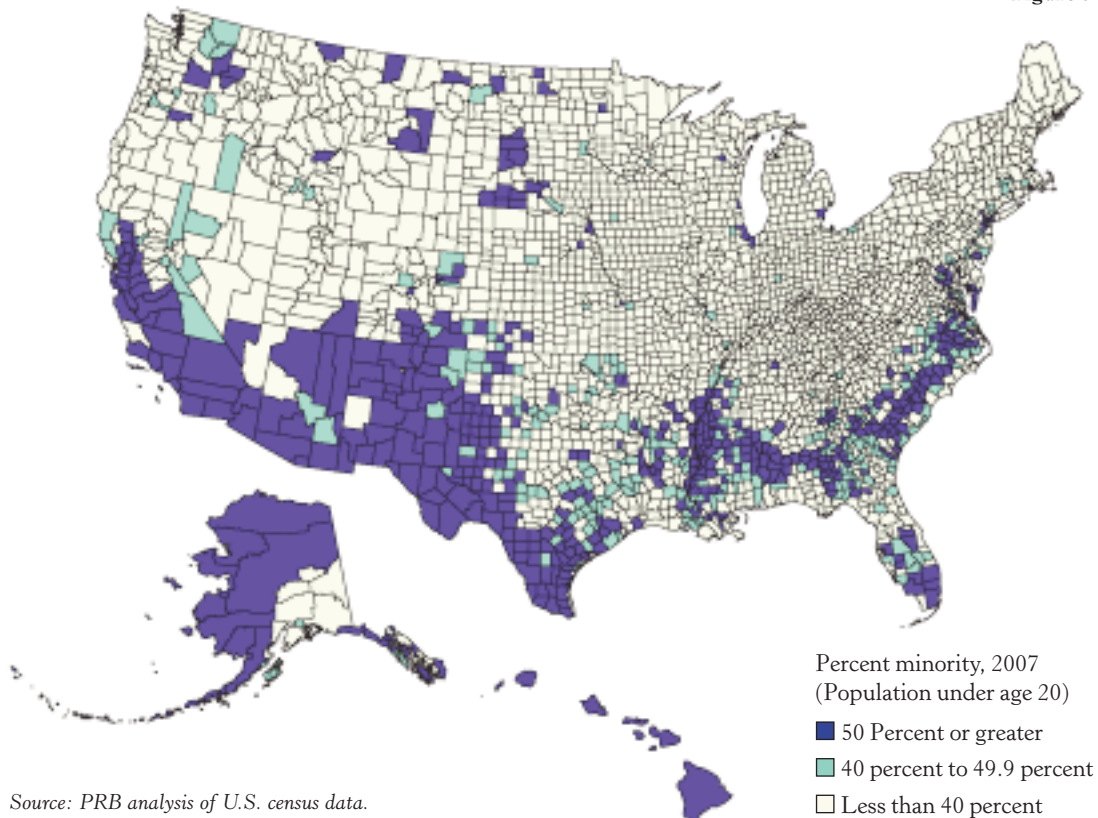 Percent minority, 2007
(Population under age 20)
50 Percent or greater
40 percent to 49.9 percent
Less than 40 percent
Source: PRB analysis of U.S. census data.